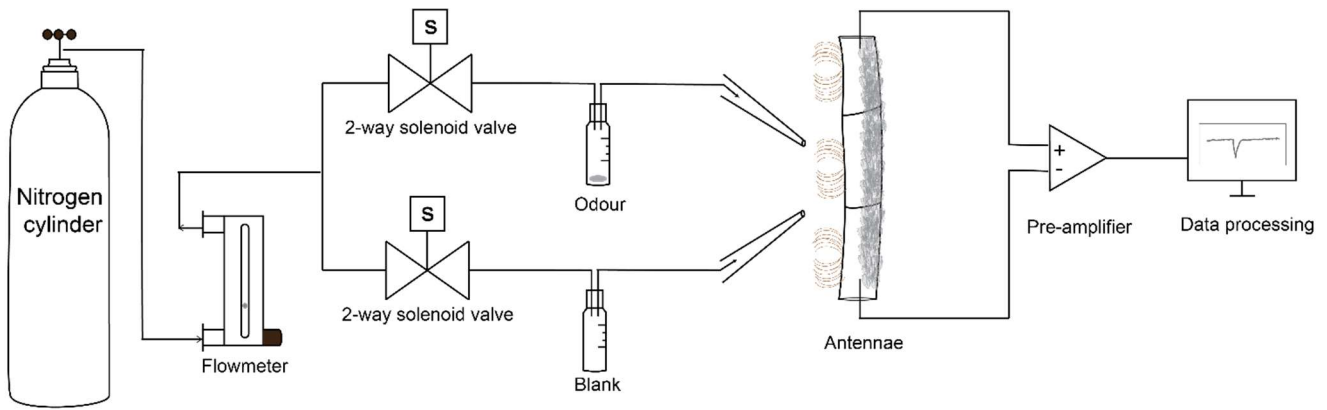 Nitrogen
cylinder
Flowmeter
S
2-way solenoid valve
S
2-way solenoid valve
Odour
Blank
Antennae
+
-
Pre-amplifier
Data processing